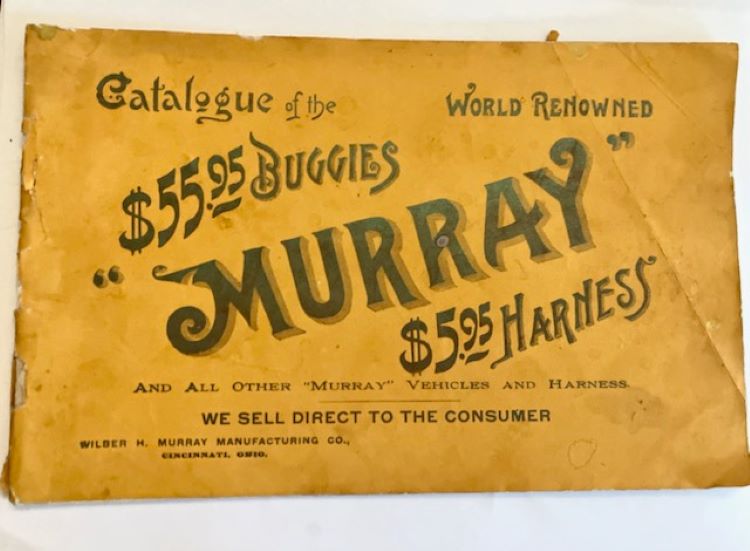 Catalogue of the WORLD RENOWNED
$55.95 BUGGIES
"MURRAY"
$5.95 HARNESS
AND ALL OTHER "MURRAY" VEHICLES AND HARNESS.
WE SELL DIRECT TO THE CONSUMER
WILBER H. MURRAY MANUFACTURING CO.,
CINCINNATI, OHIO.